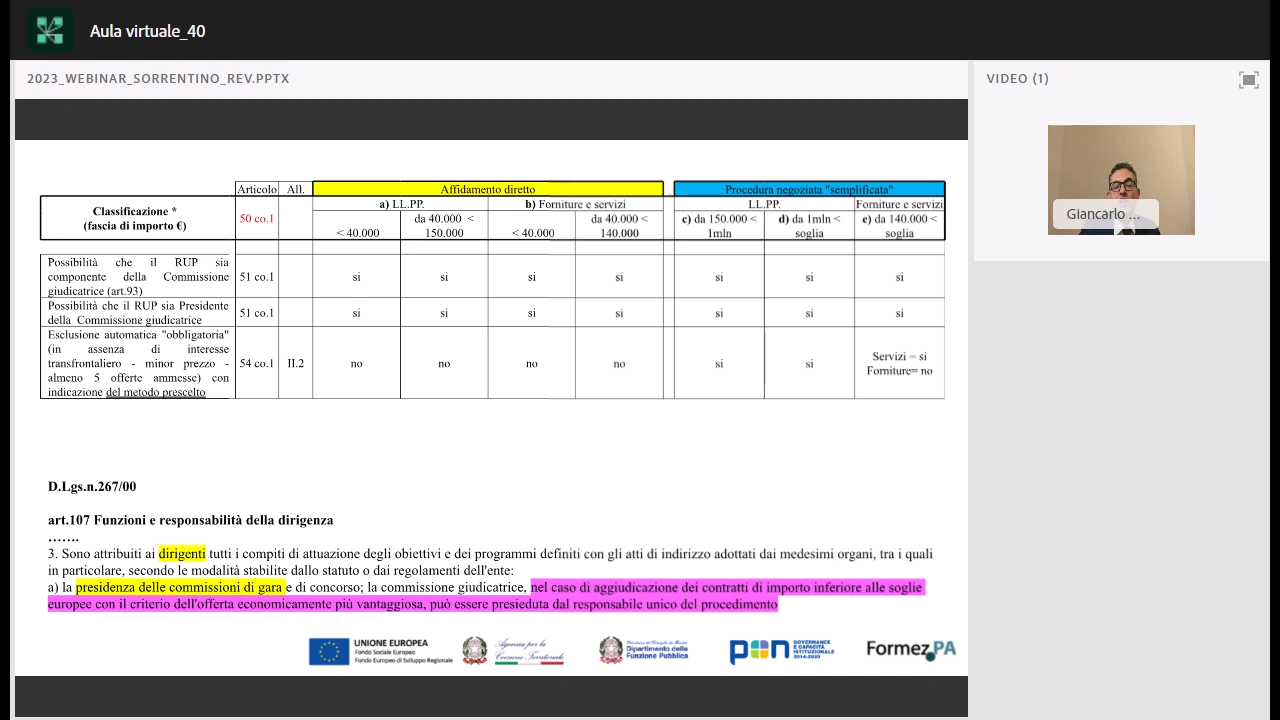 Aula virtuale_40
2023_WEBINAR_SORRENTINO_REV.PPTX
VIDEO (1)
Giancarlo ...
Articolo All. Affidamento diretto Procedura negoziata "semplificata"
Classificazione *
(fascia di importo €)
50 co.1
a) LL.PP. b) Forniture e servizi LL.PP. Forniture e servizi
< 40.000
da 40.000 <
150.000
< 40.000
da 40.000 <
140.000
c) da 150.000 <
1mln
d) da 1mln <
soglia
e) da 140.000 <
soglia
Possibilità che il RUP sia
componente della Commissione
giudicatrice (art.93)
51 co.1 si si si si si si si
Possibilità che il RUP sia Presidente
della Commissione giudicatrice
51 co.1 si si si si si si si
Esclusione automatica "obbligatoria"
(in assenza di interesse
transfrontaliero - minor prezzo -
almeno 5 offerte ammesse) con
indicazione del metodo prescelto
54 co.1 II.2 no no no no si si
Servizi = si
Forniture= no
D.Lgs.n.267/00
art.107 Funzioni e responsabilità della dirigenza
…….
3. Sono attribuiti ai dirigenti tutti i compiti di attuazione degli obiettivi e dei programmi definiti con gli atti di indirizzo adottati dai medesimi organi, tra i quali
in particolare, secondo le modalità stabilite dallo statuto o dai regolamenti dell'ente:
a) la presidenza delle commissioni di gara e di concorso; la commissione giudicatrice, nel caso di aggiudicazione dei contratti di importo inferiore alle soglie
europee con il criterio dell'offerta economicamente più vantaggiosa, può essere presieduta dal responsabile unico del procedimento
UNIONE EUROPEA
Fondo Sociale Europeo
Fondo Europeo di Sviluppo Regionale
Agenzia per la
Coesione Territoriale
Presidenza del Consiglio dei Ministri
Dipartimento della
Funzione Pubblica
pon
GOVERNANCE
E CAPACITÀ
ISTITUZIONALE
2014-2020
Formez PA